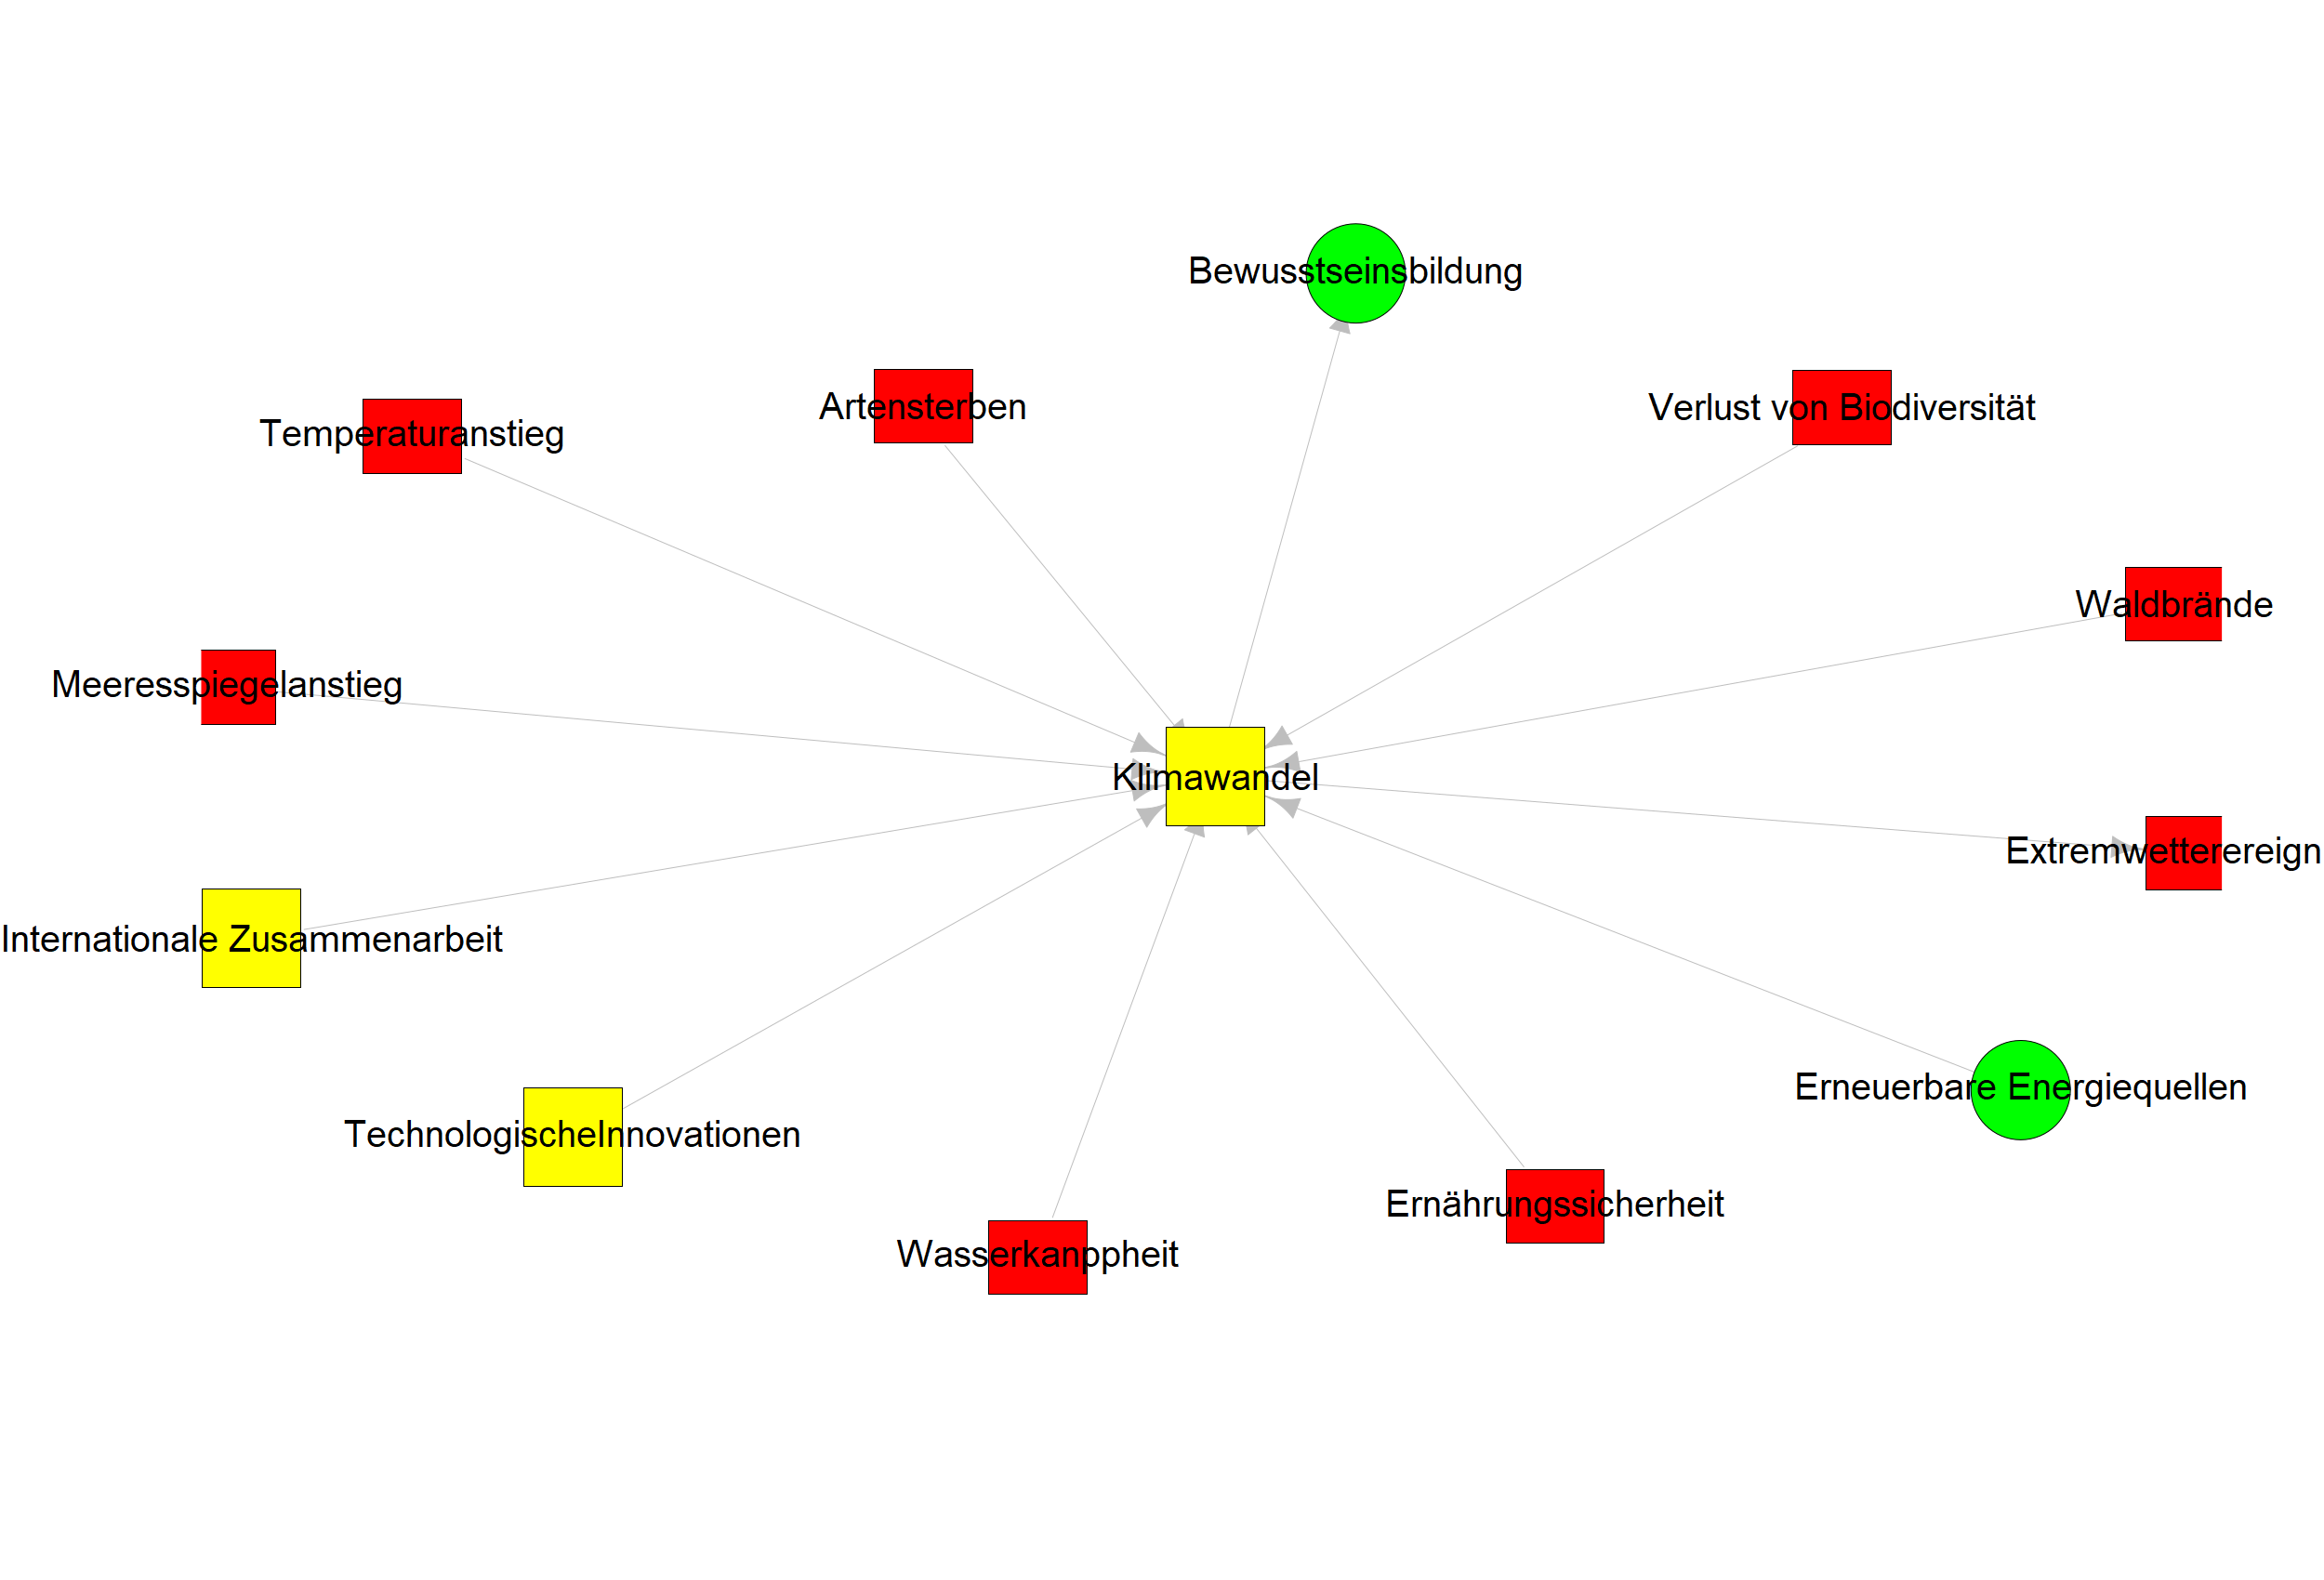 Bewusstseinsbildung
Artensterben
Verlust von Biodiversität
Temperaturanstieg
Waldbrände
Meeresspiegelanstieg
Klimawandel
Extremwetterereign
Internationale Zusammenarbeit
Erneuerbare Energiequellen
TechnologischeInnovationen
Ernährungssicherheit
Wasserkanppheit